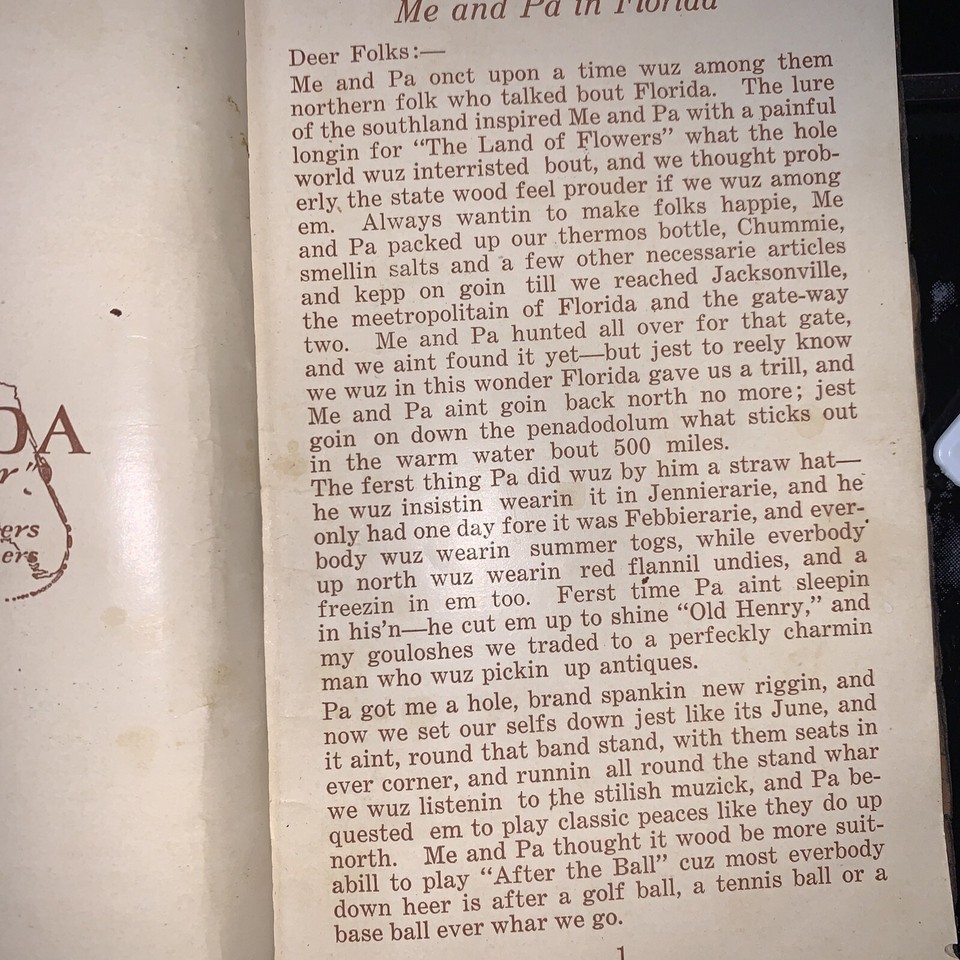 Me and Pa in Florida
Deer Folks:—
Me and Pa onct upon a time wuz among them
northern folk who talked bout Florida. The lure
of the southland inspired Me and Pa with a painful
longin for “The Land of Flowers” what the hole
world wuz interristed bout, and we thought prob-
erly, the state wood feel prouder if we wuz among
em. Always wantin to make folks happie, Me
and Pa packed up our thermos bottle, Chummie,
smellin salts and a few other necessarie articles
and kepp on goin till we reached Jacksonville,
the meetropolitain of Florida and the gate-way
two. Me and Pa hunted all over for that gate,
and we aint found it yet—but jest to reely know
we wuz in this wonder Florida gave us a trill, and
Me and Pa aint goin back north no more; jest
goin on down the penadodolum what sticks out
in the warm water bout 500 miles.
The ferst thing Pa did wuz by him a straw hat—
he wuz insistin wearin it in Jennierarie, and he
only had one day fore it was Febbierarie, and ever-
body wuz wearin summer togs, while everbody
up north wuz wearin red flannil undies, and a
freezin in em too. Ferst time Pa aint sleepin
in his’n—he cut em up to shine “Old Henry,” and
my gouloshes we traded to a perfeckly charmin
man who wuz pickin up antiques.
Pa got me a hole, brand spankin new riggin, and
now we set our selfs down jest like its June, and
it aint, round that band stand, with them seats in
ever corner, and runnin all round the stand whar
we wuz listenin to the stilish muzick, and Pa be-
quested em to play classic peaces like they do up
north. Me and Pa thought it wood be more suit-
abill to play “After the Ball” cuz most everbody
down heer is after a golf ball, a tennis ball or a
base ball ever whar we go.
1
DA
r”
ers
ers